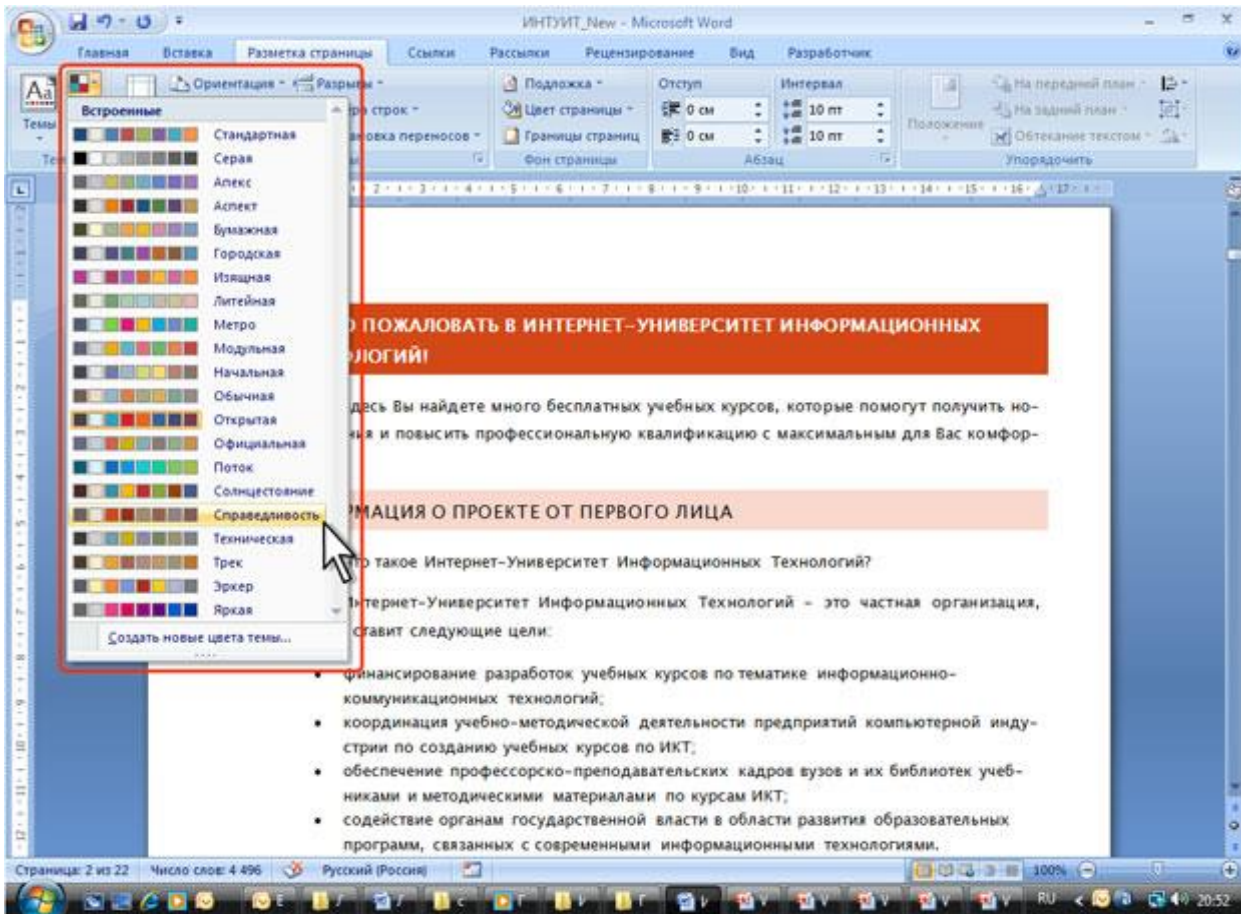 ИНТУИТ_New - Microsoft Word
Главная Вставка Разметка страницы Ссылки Рассылки Рецензирование Вид Разработчик
Ориентация Разрывы Подложка Отступ Интервал На передний план
Темы строк Цвет страницы 0 см 10 пт Положение На задний план
переносов Границы страниц 0 см 10 пт Обтекание текстом
Фон страницы Абзац Упорядочить
Встроенные
Стандартная
Серая
Апекс
Аспект
Бумажная
Городская
Изящная
Литейная
Метро
Модульная
Начальная
Обычная
Открытая
Официальная
Поток
Солнцестояние
Справедливость
Техническая
Трек
Эркер
Яркая
Создать новые цвета темы...
ПОЖАЛОВАТЬ В ИНТЕРНЕТ-УНИВЕРСИТЕТ ИНФОРМАЦИОННЫХ
ОЛОГИЙ!
десь Вы найдете много бесплатных учебных курсов, которые помогут получить но-
ия и повысить профессиональную квалификацию с максимальным для Вас комфор-
РМАЦИЯ О ПРОЕКТЕ ОТ ПЕРВОГО ЛИЦА
то такое Интернет-Университет Информационных Технологий?
нтернет-Университет Информационных Технологий – это частная организация,
ставит следующие цели:
• финансирование разработок учебных курсов по тематике информационно-
коммуникационных технологий;
• координация учебно-методической деятельности предприятий компьютерной инду-
стрии по созданию учебных курсов по ИКТ;
• обеспечение профессорско-преподавательских кадров вузов и их библиотек учеб-
никами и методическими материалами по курсам ИКТ;
• содействие органам государственной власти в области развития образовательных
программ, связанных с современными информационными технологиями.
Страница: 2 из 22 Число слов: 4 496 Русский (Россия) 100%
RU 20:52